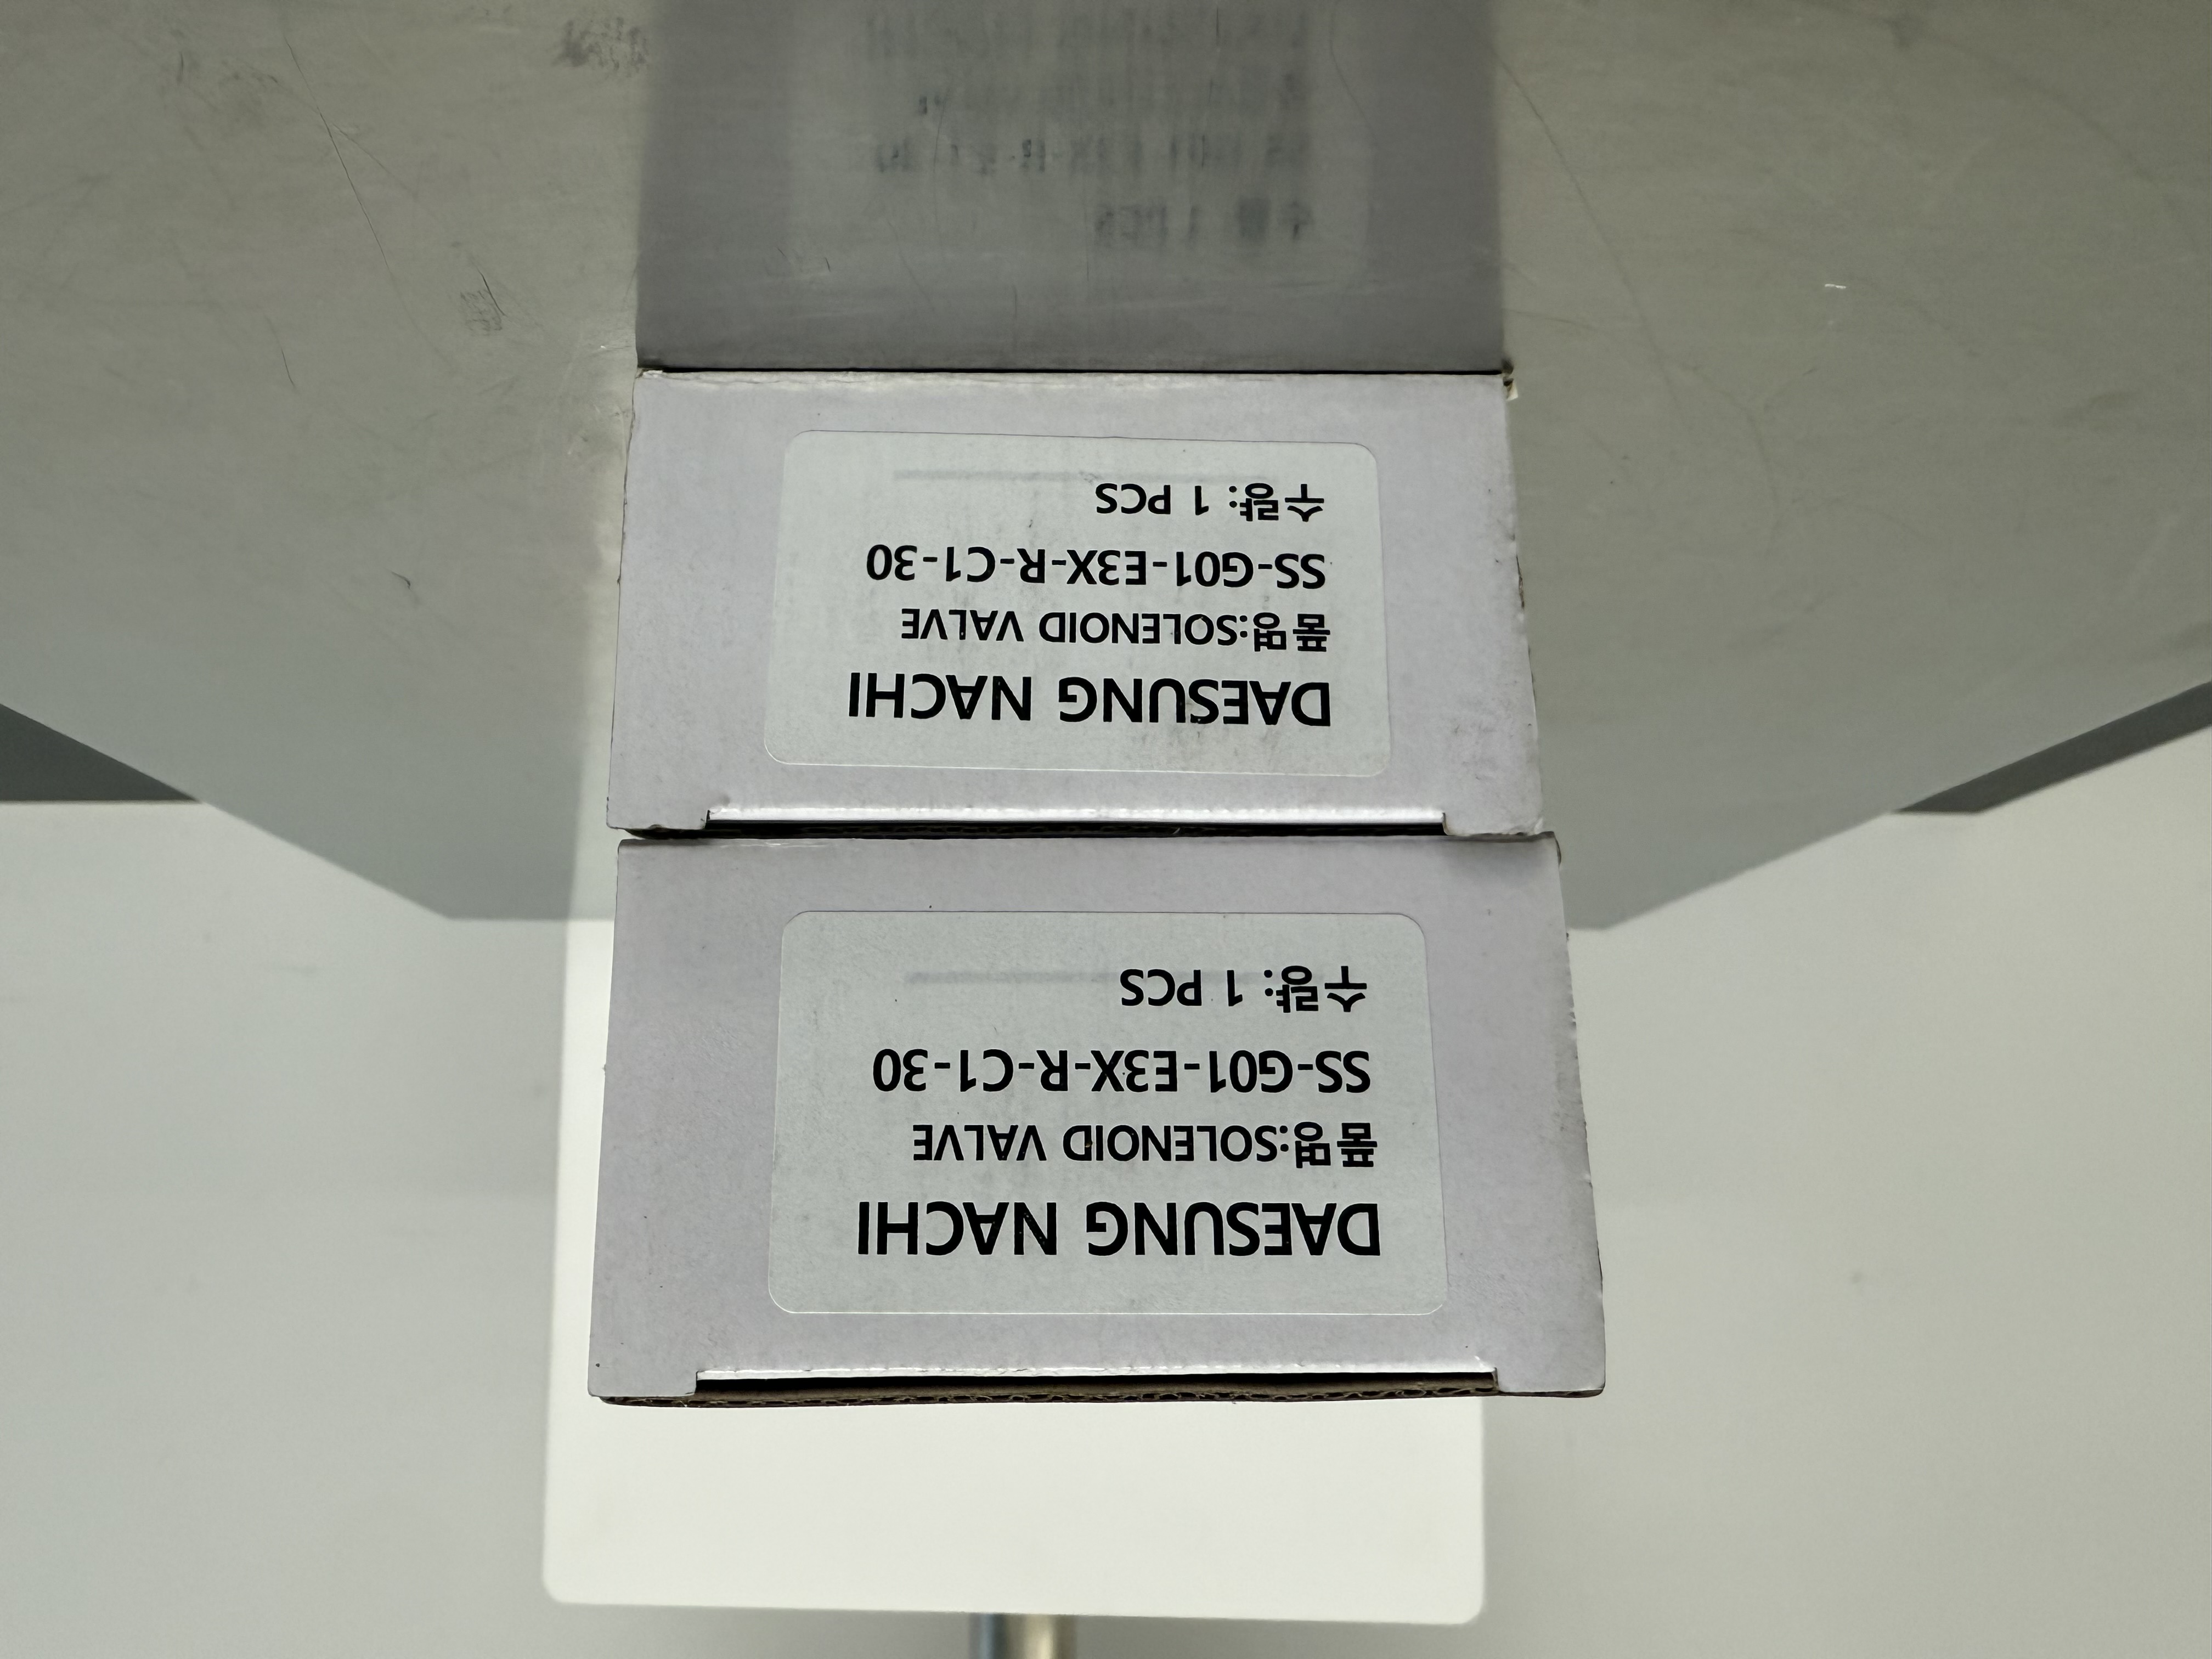 DAESUNG NACHI
품명:SOLENOID VALVE
SS-G01-E3X-R-C1-30
수량: 1 PCS
DAESUNG NACHI
품명:SOLENOID VALVE
SS-G01-E3X-R-C1-30
수량: 1 PCS